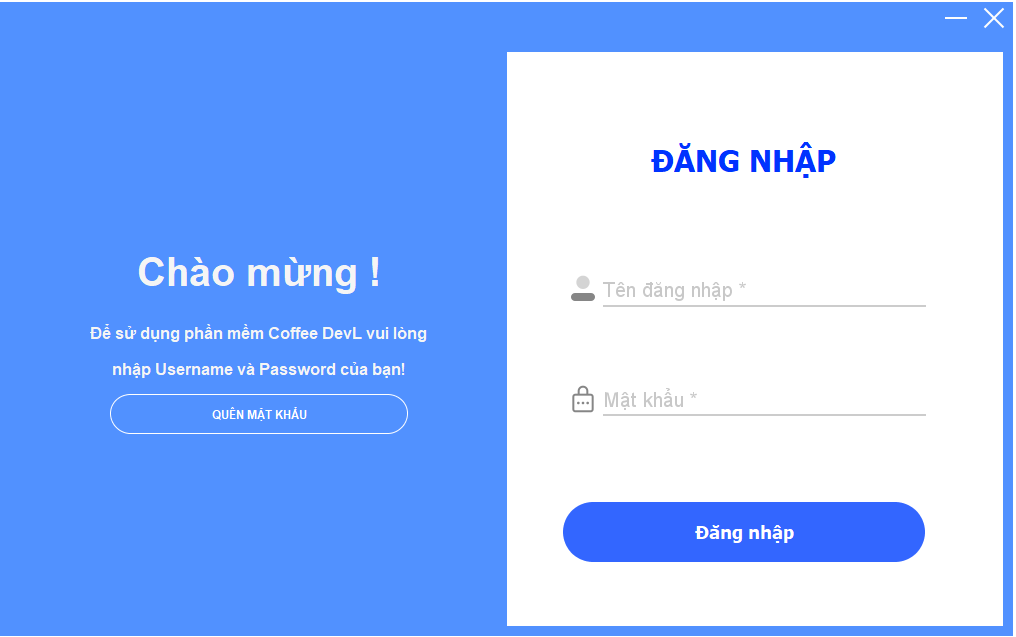 Chào mừng !
Để sử dụng phần mềm Coffee DevL vui lòng
nhập Username và Password của bạn!
QUÊN MẬT KHẨU
ĐĂNG NHẬP
Tên đăng nhập *
Mật khẩu *
Đăng nhập